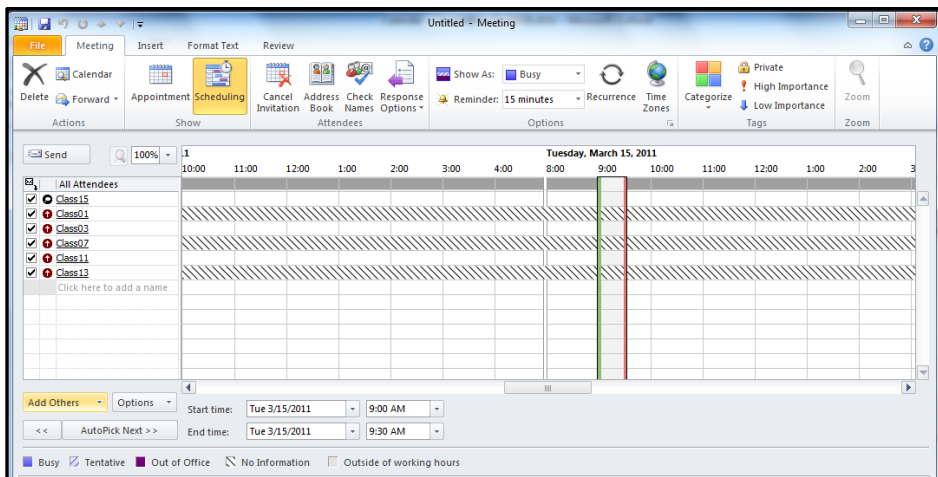 Untitled - Meeting
File Meeting Insert Format Text Review
Delete Calendar Forward Appointment Scheduling Cancel Invitation Address Book Check Names Response Options Show As: Busy Reminder: 15 minutes Recurrence Time Zones Categorize Private High Importance Low Importance Zoom
Actions Show Attendees Options Tags Zoom
Send 100% .1 Tuesday, March 15, 2011
10:00 11:00 12:00 1:00 2:00 3:00 4:00 8:00 9:00 10:00 11:00 12:00 1:00 2:00 3
All Attendees
Class15
Class01
Class03
Class07
Class11
Class13
Click here to add a name
Add Others Options Start time: Tue 3/15/2011 9:00 AM
<< AutoPick Next >> End time: Tue 3/15/2011 9:30 AM
Busy Tentative Out of Office No Information Outside of working hours